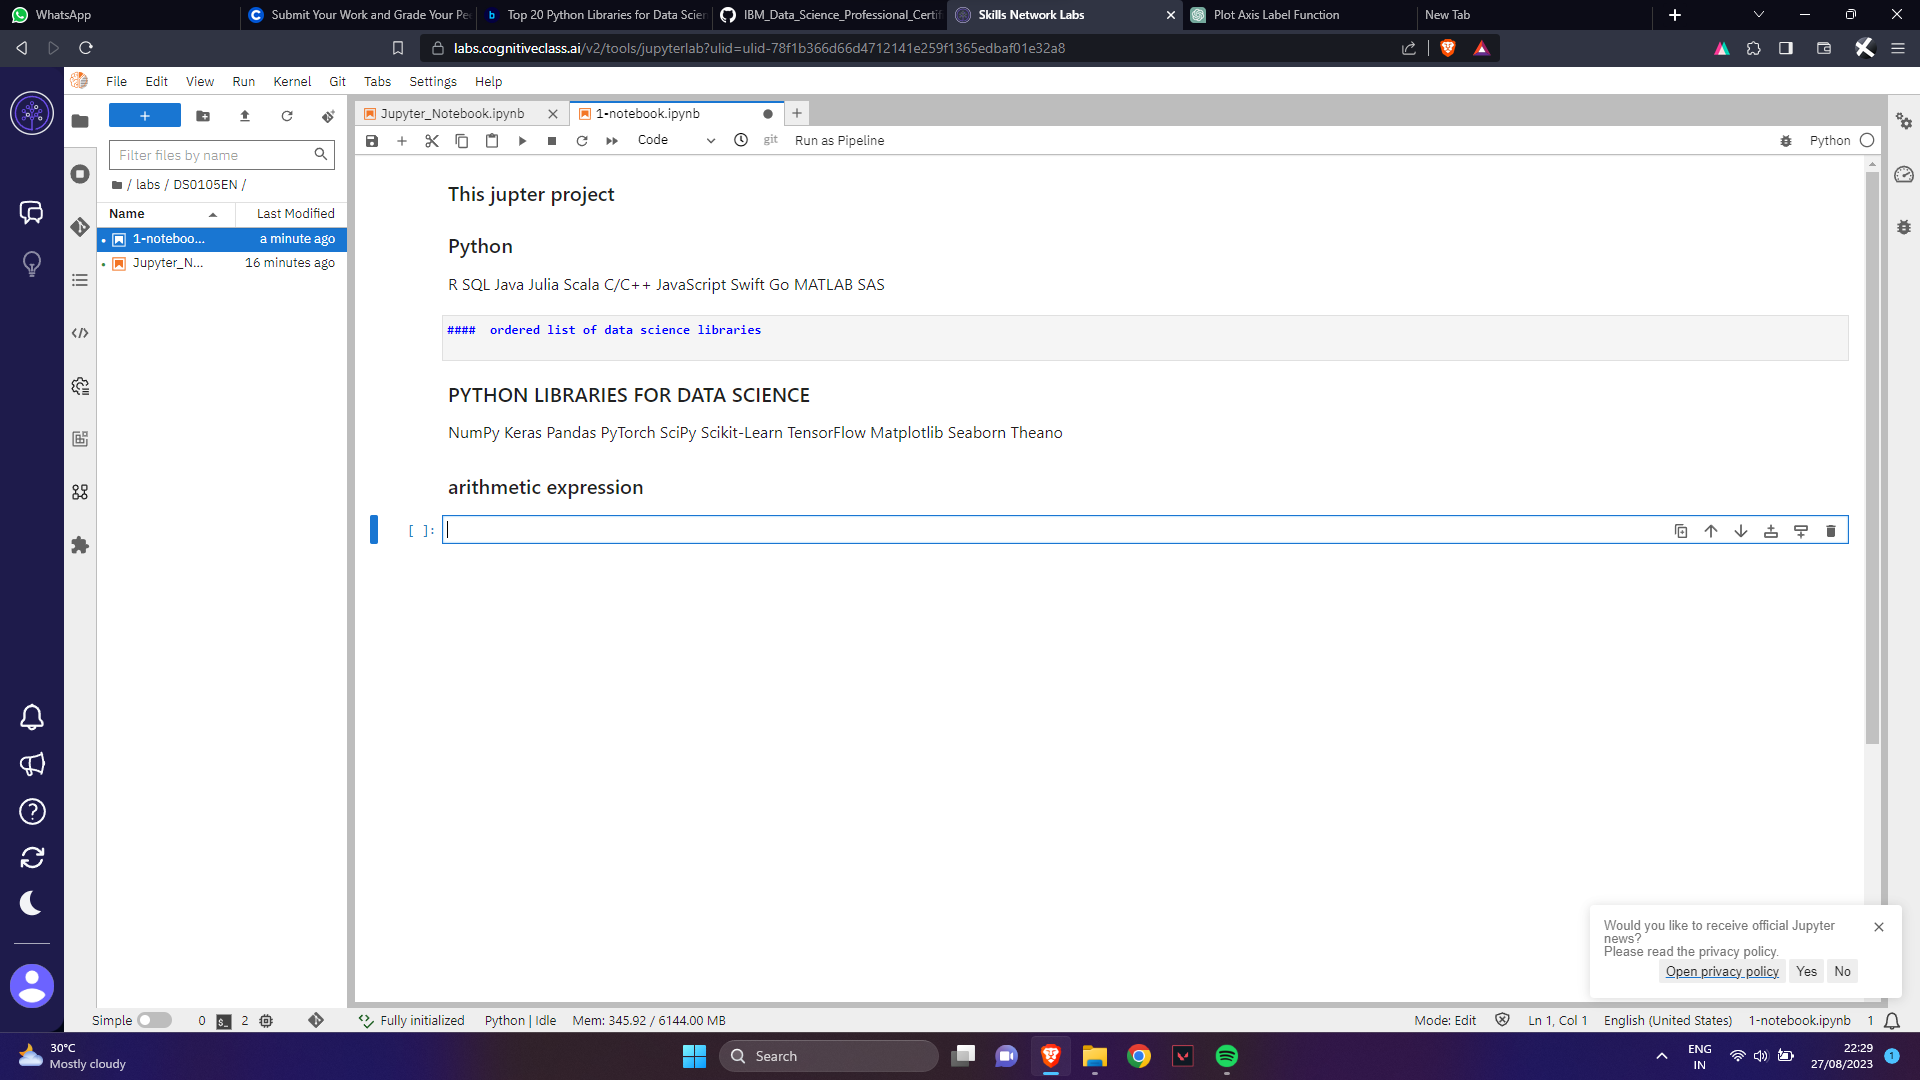 WhatsApp
Submit Your Work and Grade Your Pe
Top 20 Python Libraries for Data Scien
IBM_Data_Science_Professional_Certifi
Skills Network Labs
Plot Axis Label Function
New Tab
labs.cognitiveclass.ai/v2/tools/jupyterlab?ulid=ulid-78f1b366d66d4712141e259f1365edbaf01e32a8
File Edit View Run Kernel Git Tabs Settings Help
Jupyter_Notebook.ipynb
1-notebook.ipynb
Code
git
Run as Pipeline
Python
Filter files by name
/ labs / DS0105EN /
Name Last Modified
1-noteboo... a minute ago
Jupyter_N... 16 minutes ago
This jupter project
Python
R SQL Java Julia Scala C/C++ JavaScript Swift Go MATLAB SAS
#### ordered list of data science libraries
PYTHON LIBRARIES FOR DATA SCIENCE
NumPy Keras Pandas PyTorch SciPy Scikit-Learn TensorFlow Matplotlib Seaborn Theano
arithmetic expression
[ ]:
Would you like to receive official Jupyter
news?
Please read the privacy policy.
Open privacy policy Yes No
Simple 0 2 Fully initialized Python | Idle Mem: 345.92 / 6144.00 MB Mode: Edit Ln 1, Col 1 English (United States) 1-notebook.ipynb 1
30°C
Mostly cloudy
Search
ENG
IN
22:29
27/08/2023
1